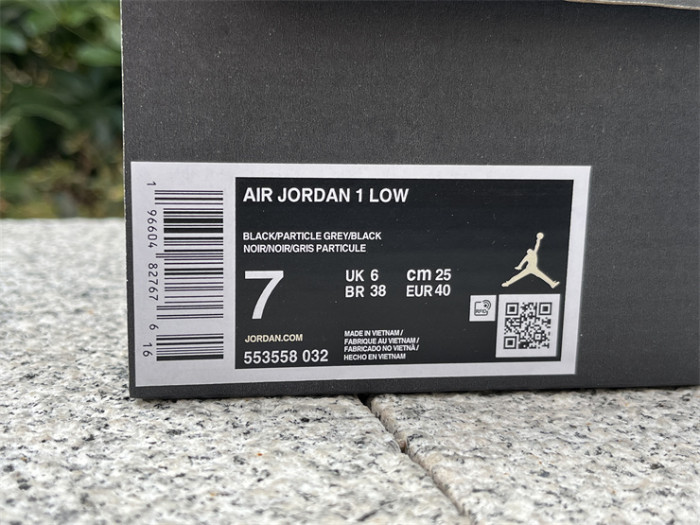 AIR JORDAN 1 LOW
BLACK/PARTICLE GREY/BLACK
NOIR/NOIR/GRIS PARTICULE
7
UK 6
cm 25
BR 38
EUR 40
RFID
JORDAN.COM
553558 032
MADE IN VIETNAM /
FABRIQUE AU VIETNAM /
FABRICADO NO VIETNÃ /
HECHO EN VIETNAM
1 96604 82767 6 16